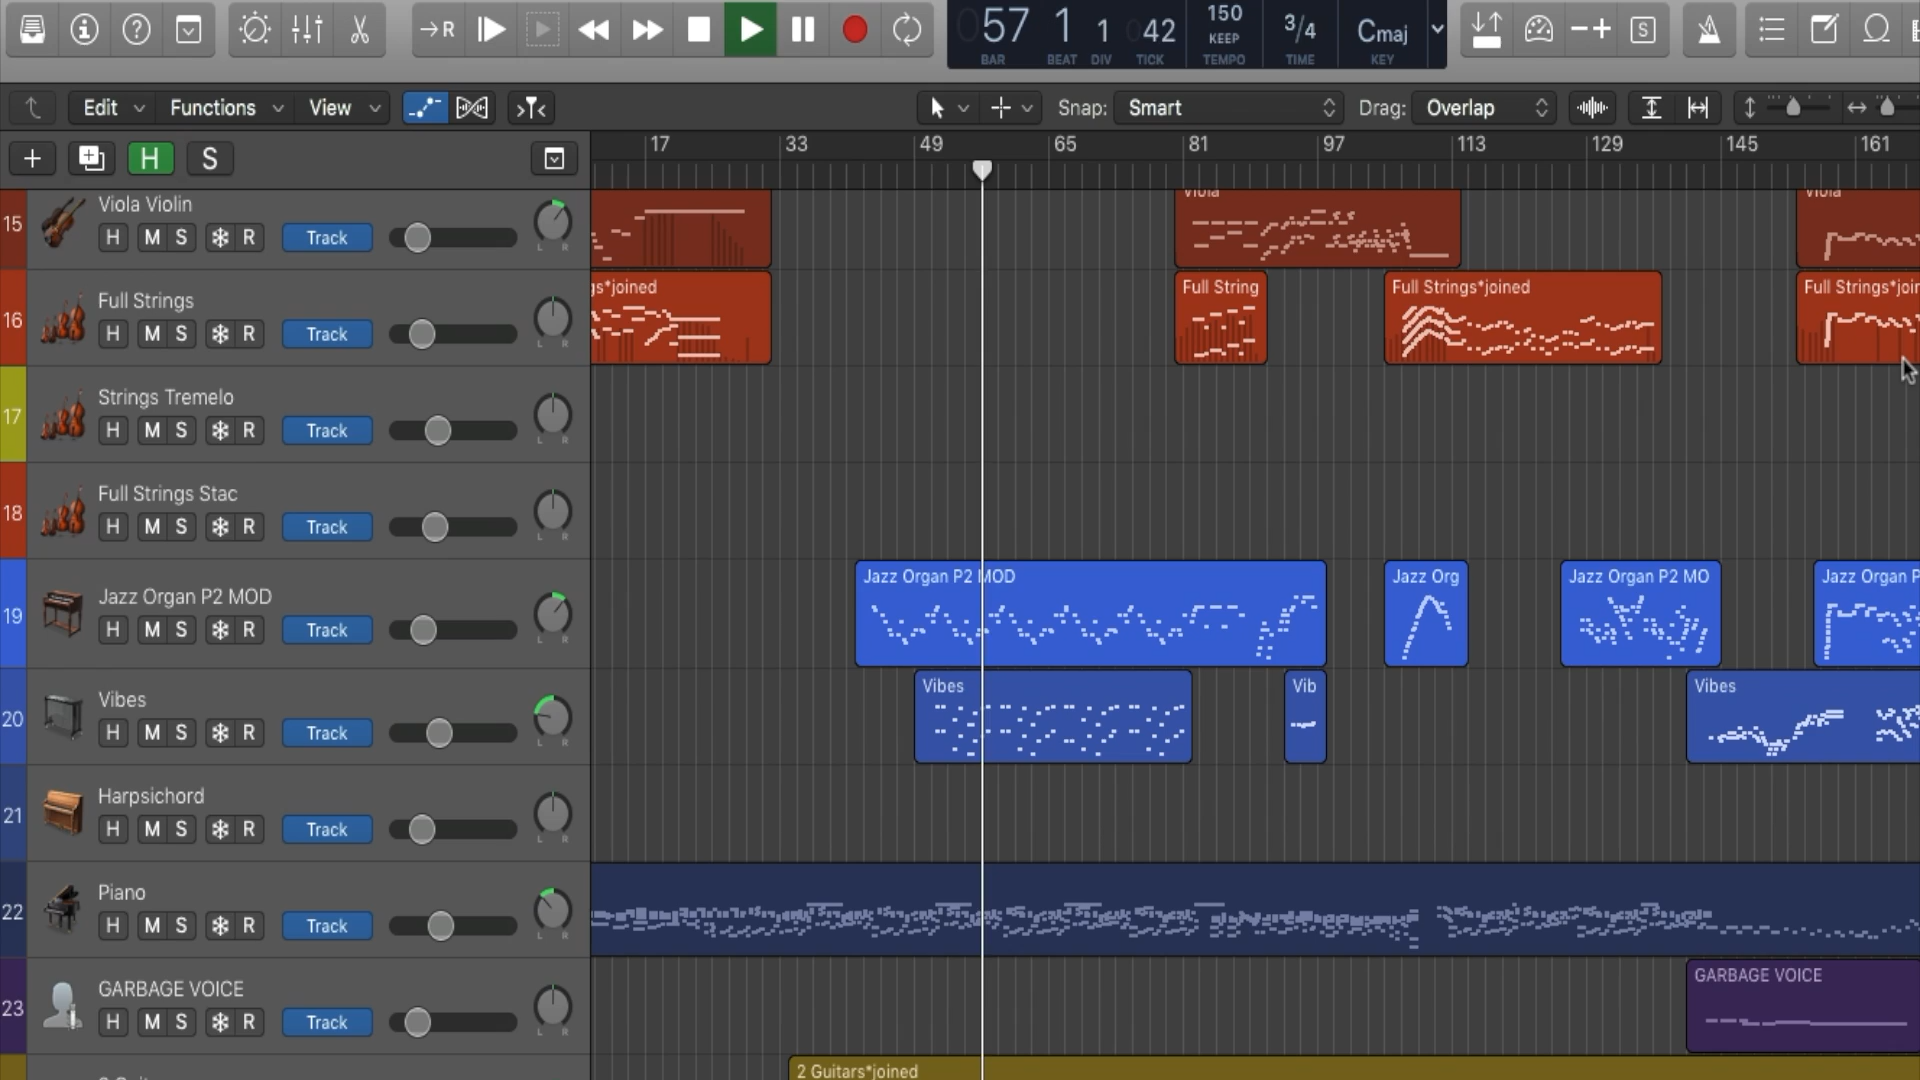 →R
57 1 1 42 150 3/4 Cmaj
KEEP
BAR BEAT DIV TICK TEMPO TIME KEY
S
Edit Functions View Snap: Smart Drag: Overlap
H S 17 33 49 65 81 97 113 129 145 161
15 Viola Violin
H M S R Track
L R
Viola Viola
16 Full Strings
H M S R Track
L R
gs*joined Full String Full Strings*joined Full Strings*joir
17 Strings Tremelo
H M S R Track
L R
18 Full Strings Stac
H M S R Track
L R
19 Jazz Organ P2 MOD
H M S R Track
L R
Jazz Organ P2 MOD Jazz Org Jazz Organ P2 MO Jazz Organ P
20 Vibes
H M S R Track
L R
Vibes Vib Vibes
21 Harpsichord
H M S R Track
L R
22 Piano
H M S R Track
L R
23 GARBAGE VOICE
H M S R Track
L R
GARBAGE VOICE
2 Guitars*joined